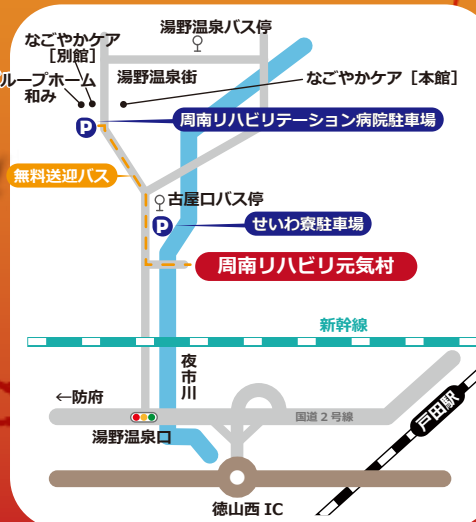 湯野温泉バス停
なごやかケア
［別館］
ループホーム
和み
湯野温泉街
なごやかケア［本館］
P
周南リハビリテーション病院駐車場
無料送迎バス
古屋口バス停
P
せいわ寮駐車場
周南リハビリ元気村
新幹線
夜市川
←防府
国道２号線
戸田駅
湯野温泉口
徳山西 IC